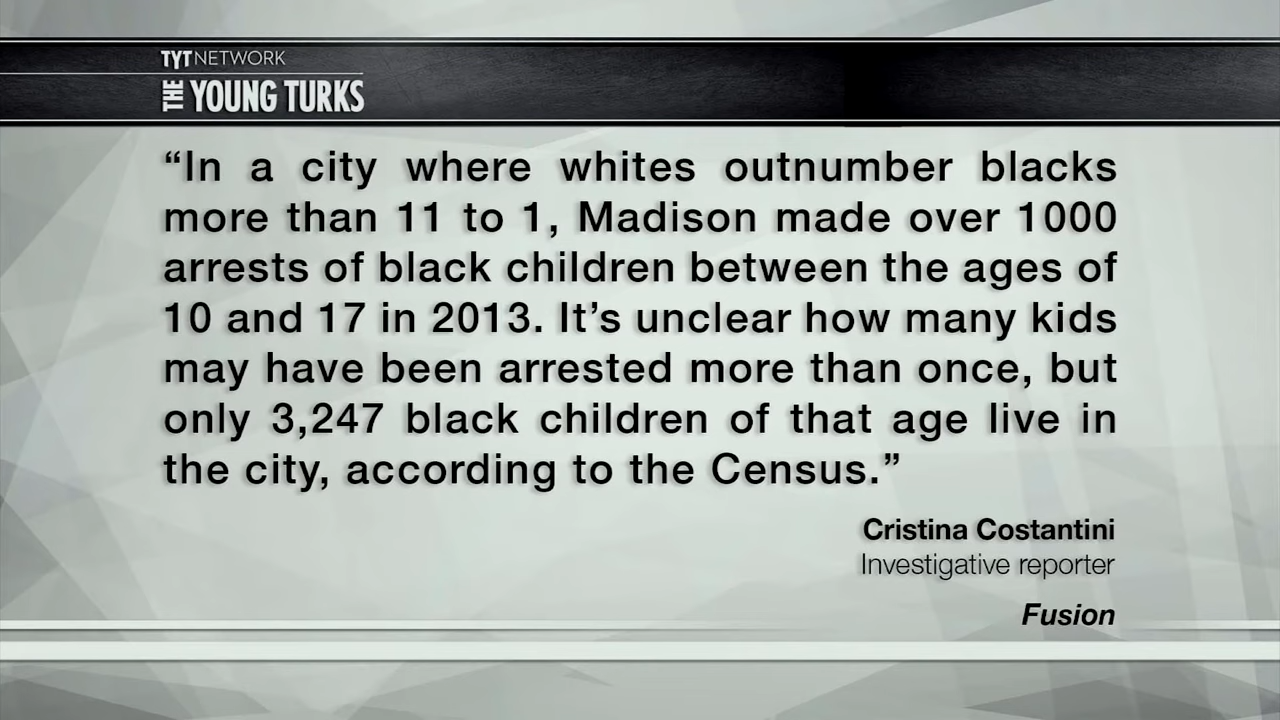 TYTNETWORK
THE YOUNG TURKS
“In a city where whites outnumber blacks
more than 11 to 1, Madison made over 1000
arrests of black children between the ages of
10 and 17 in 2013. It’s unclear how many kids
may have been arrested more than once, but
only 3,247 black children of that age live in
the city, according to the Census.”
Cristina Costantini
Investigative reporter
Fusion